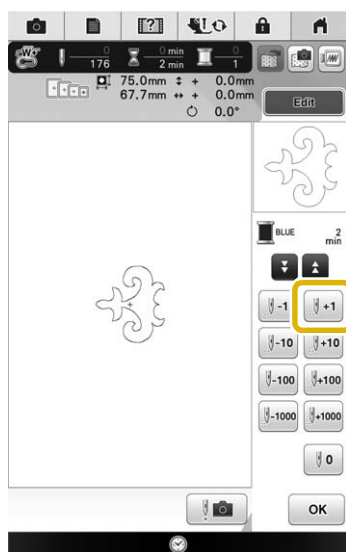 0 0 min 0
176 2 min 1
75.0mm + 0.0mm
67.7mm + 0.0mm
0.0°
Edit
BLUE 2 min
-1 +1
-10 +10
-100 +100
-1000 +1000
0
OK